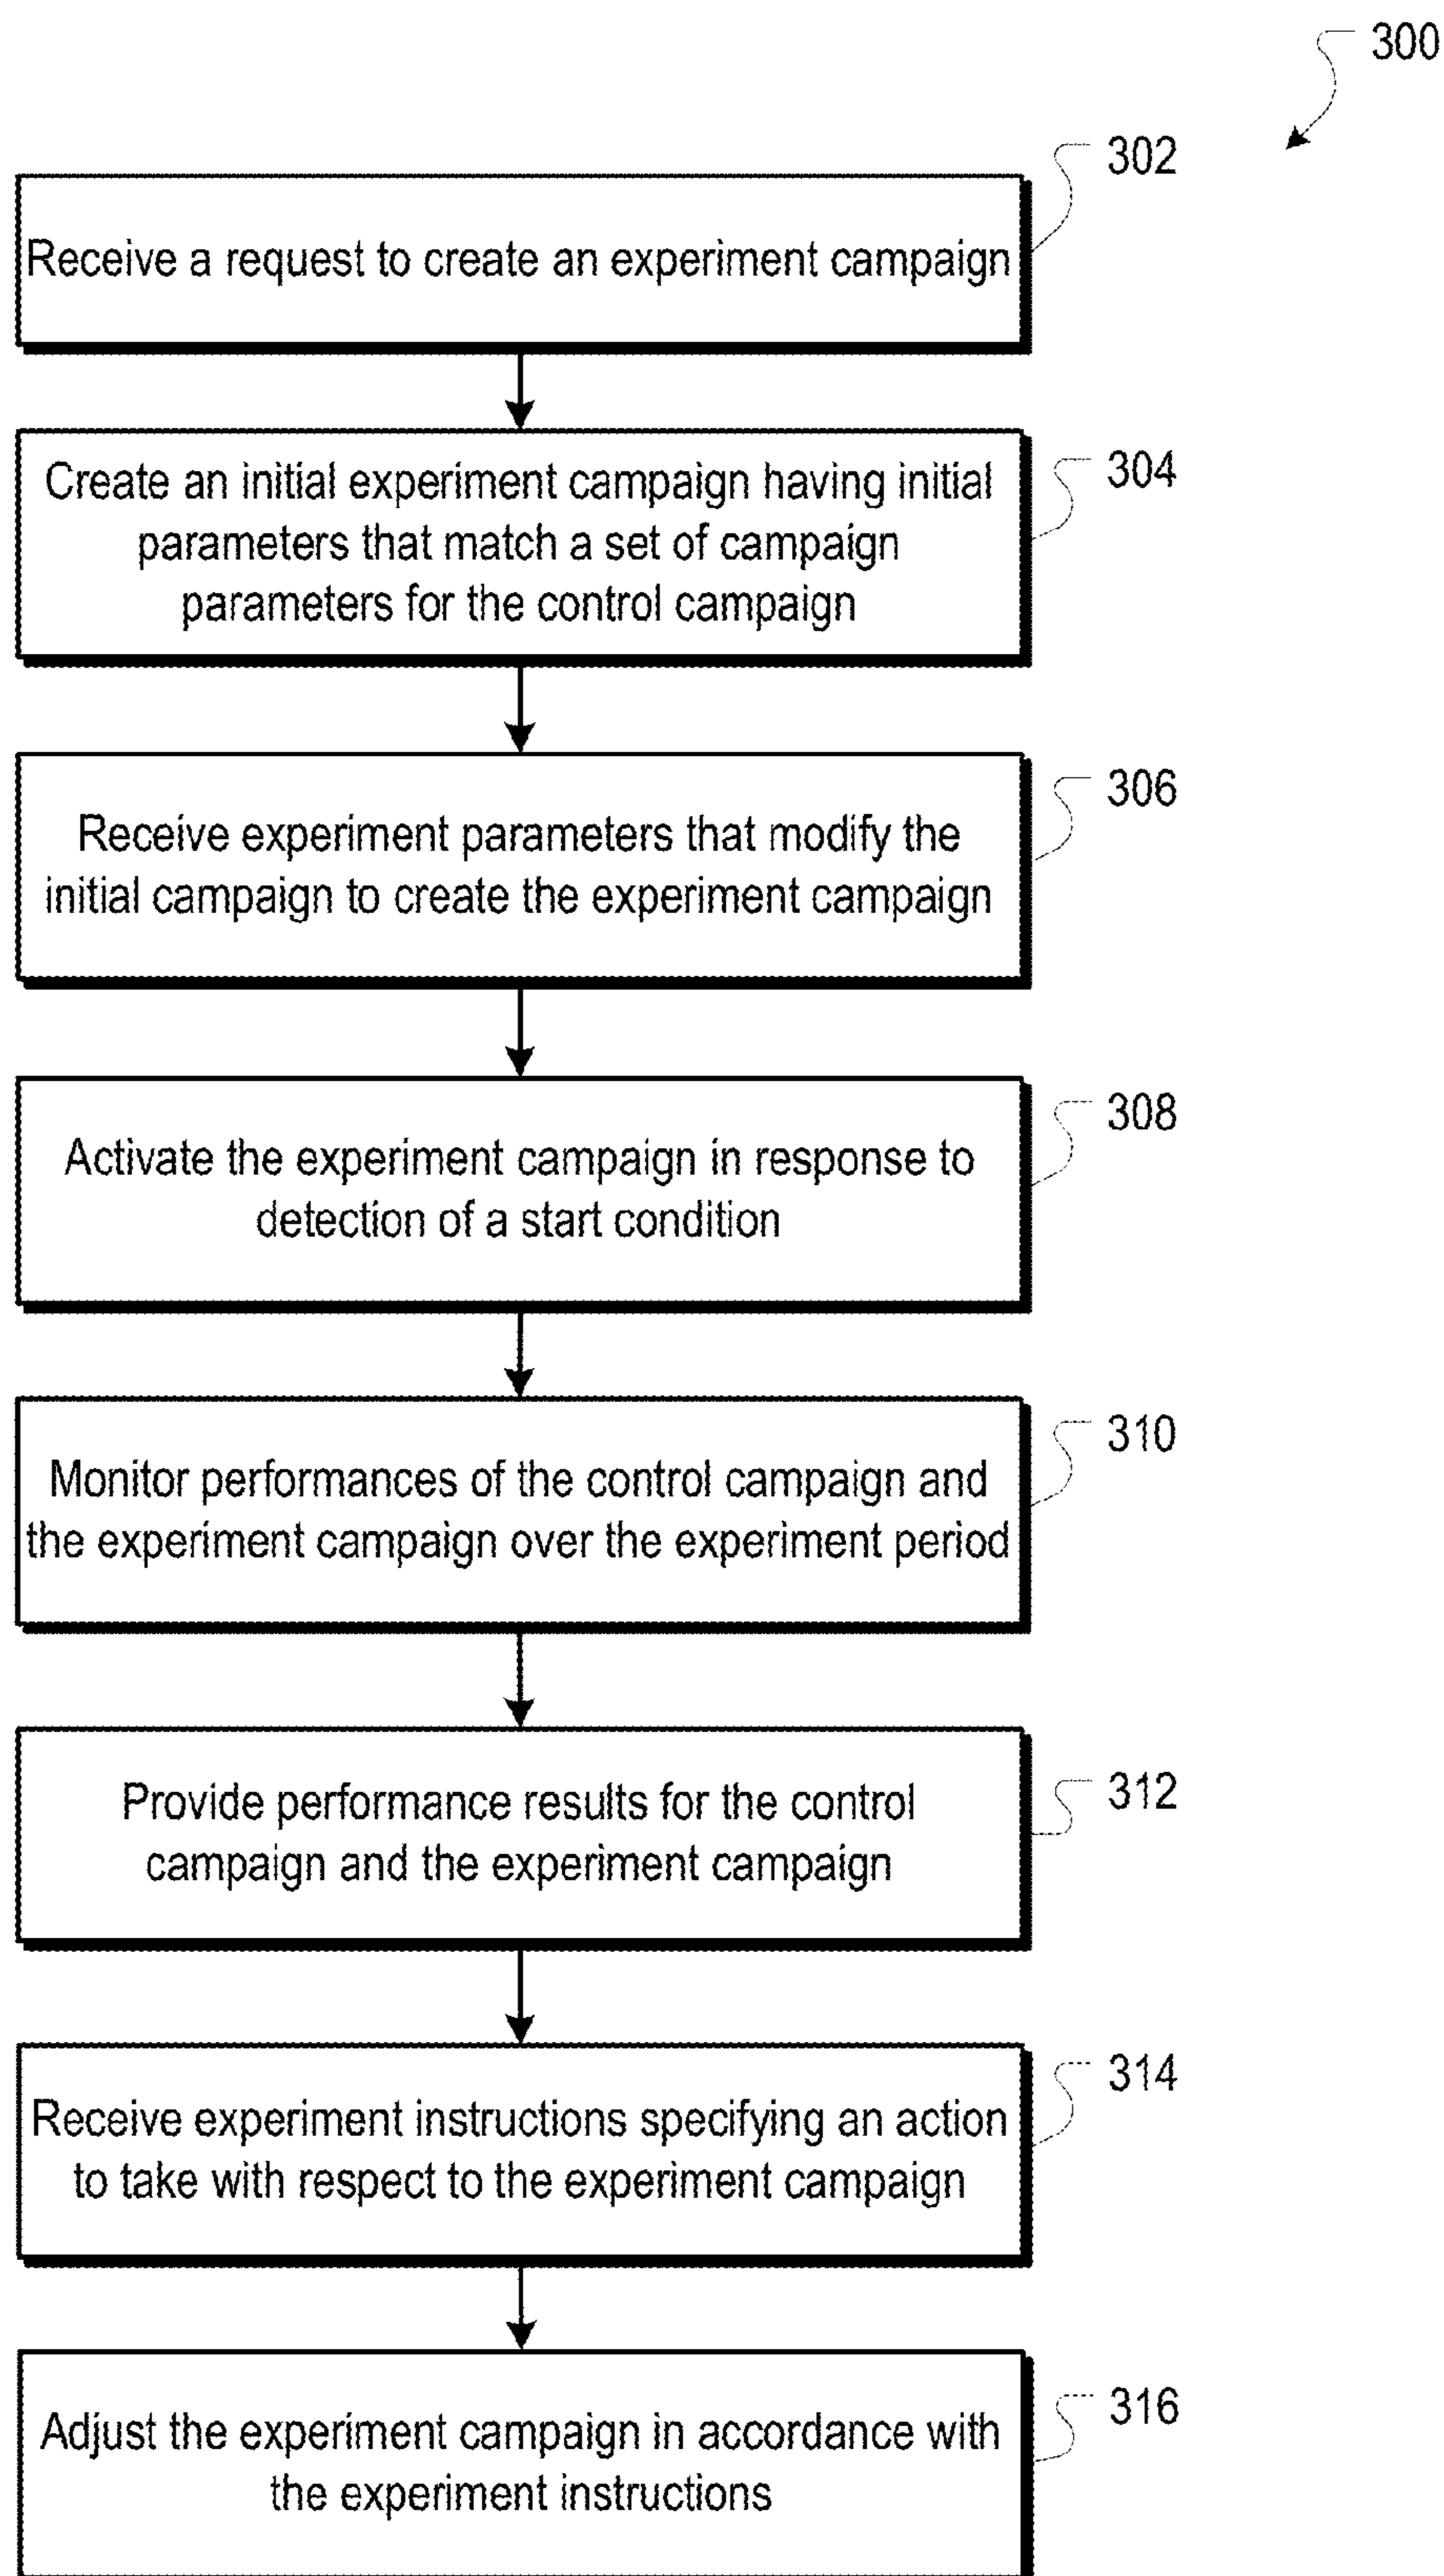 300
302
Receive a request to create an experiment campaign
304
Create an initial experiment campaign having initial
parameters that match a set of campaign
parameters for the control campaign
306
Receive experiment parameters that modify the
initial campaign to create the experiment campaign
308
Activate the experiment campaign in response to
detection of a start condition
310
Monitor performances of the control campaign and
the experiment campaign over the experiment period
312
Provide performance results for the control
campaign and the experiment campaign
314
Receive experiment instructions specifying an action
to take with respect to the experiment campaign
316
Adjust the experiment campaign in accordance with
the experiment instructions